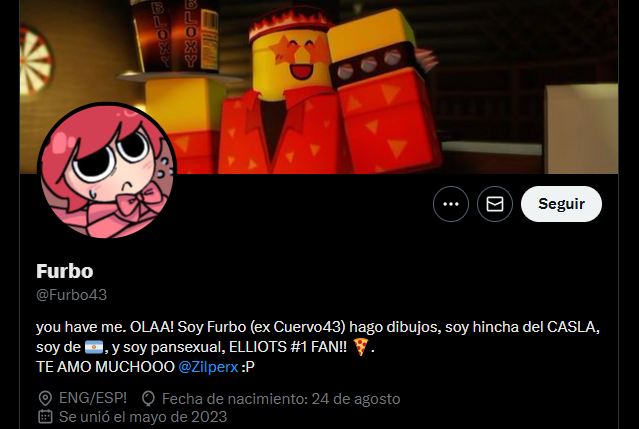 BLOXY
BLOXY
Seguir
Furbo
@Furbo43
you have me. OLAA! Soy Furbo (ex Cuervo43) hago dibujos, soy hincha del CASLA,
soy de 🇦🇷, y soy pansexual, ELLIOTS #1 FAN!! 🍕.
TE AMO MUCHOOO @Zilperx :P
ENG/ESP! Fecha de nacimiento: 24 de agosto
Se unió el mayo de 2023